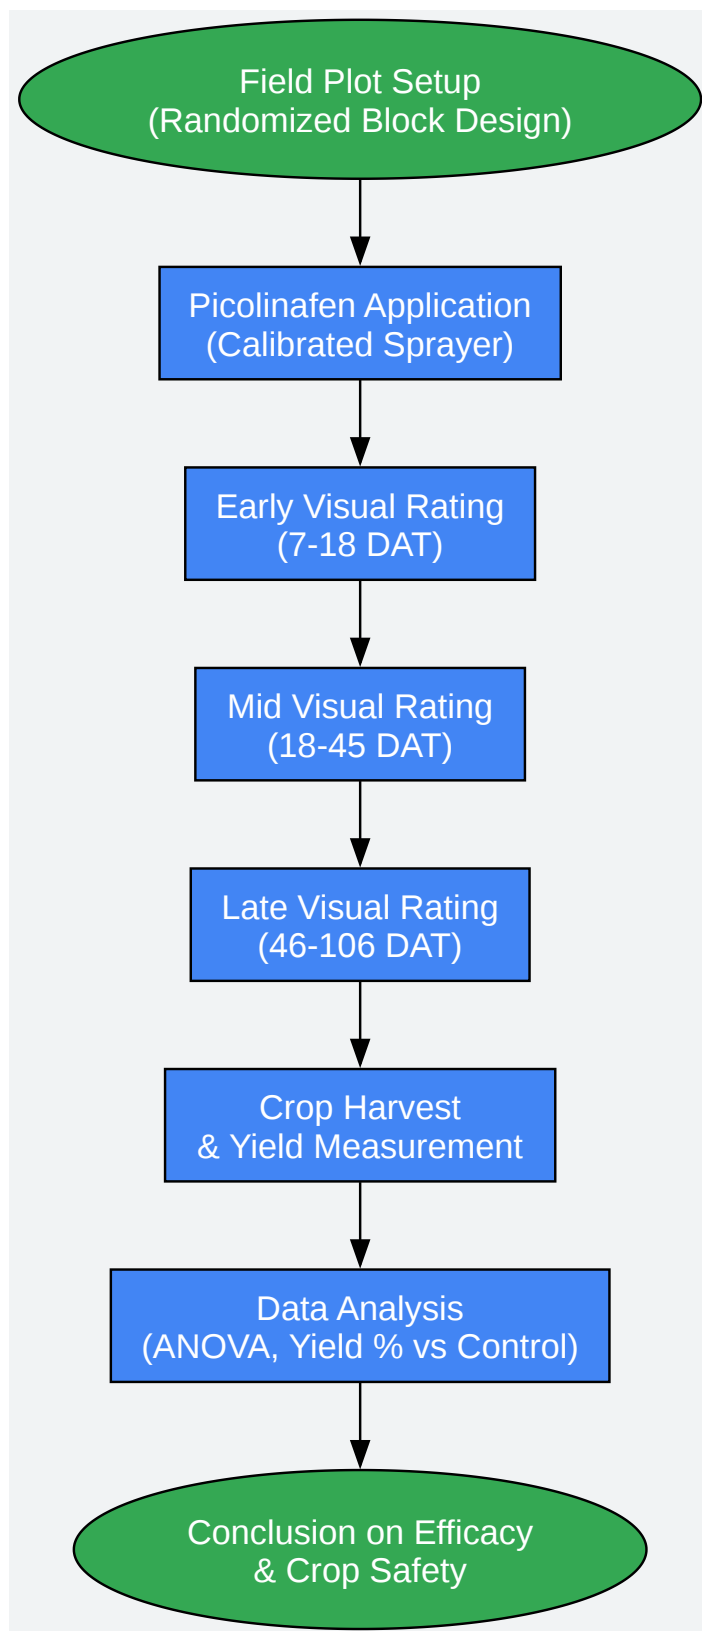 Field Plot Setup
(Randomized Block Design)
Picolinafen Application
(Calibrated Sprayer)
Early Visual Rating
(7-18 DAT)
Mid Visual Rating
(18-45 DAT)
Late Visual Rating
(46-106 DAT)
Crop Harvest
& Yield Measurement
Data Analysis
(ANOVA, Yield % vs Control)
Conclusion on Efficacy
& Crop Safety